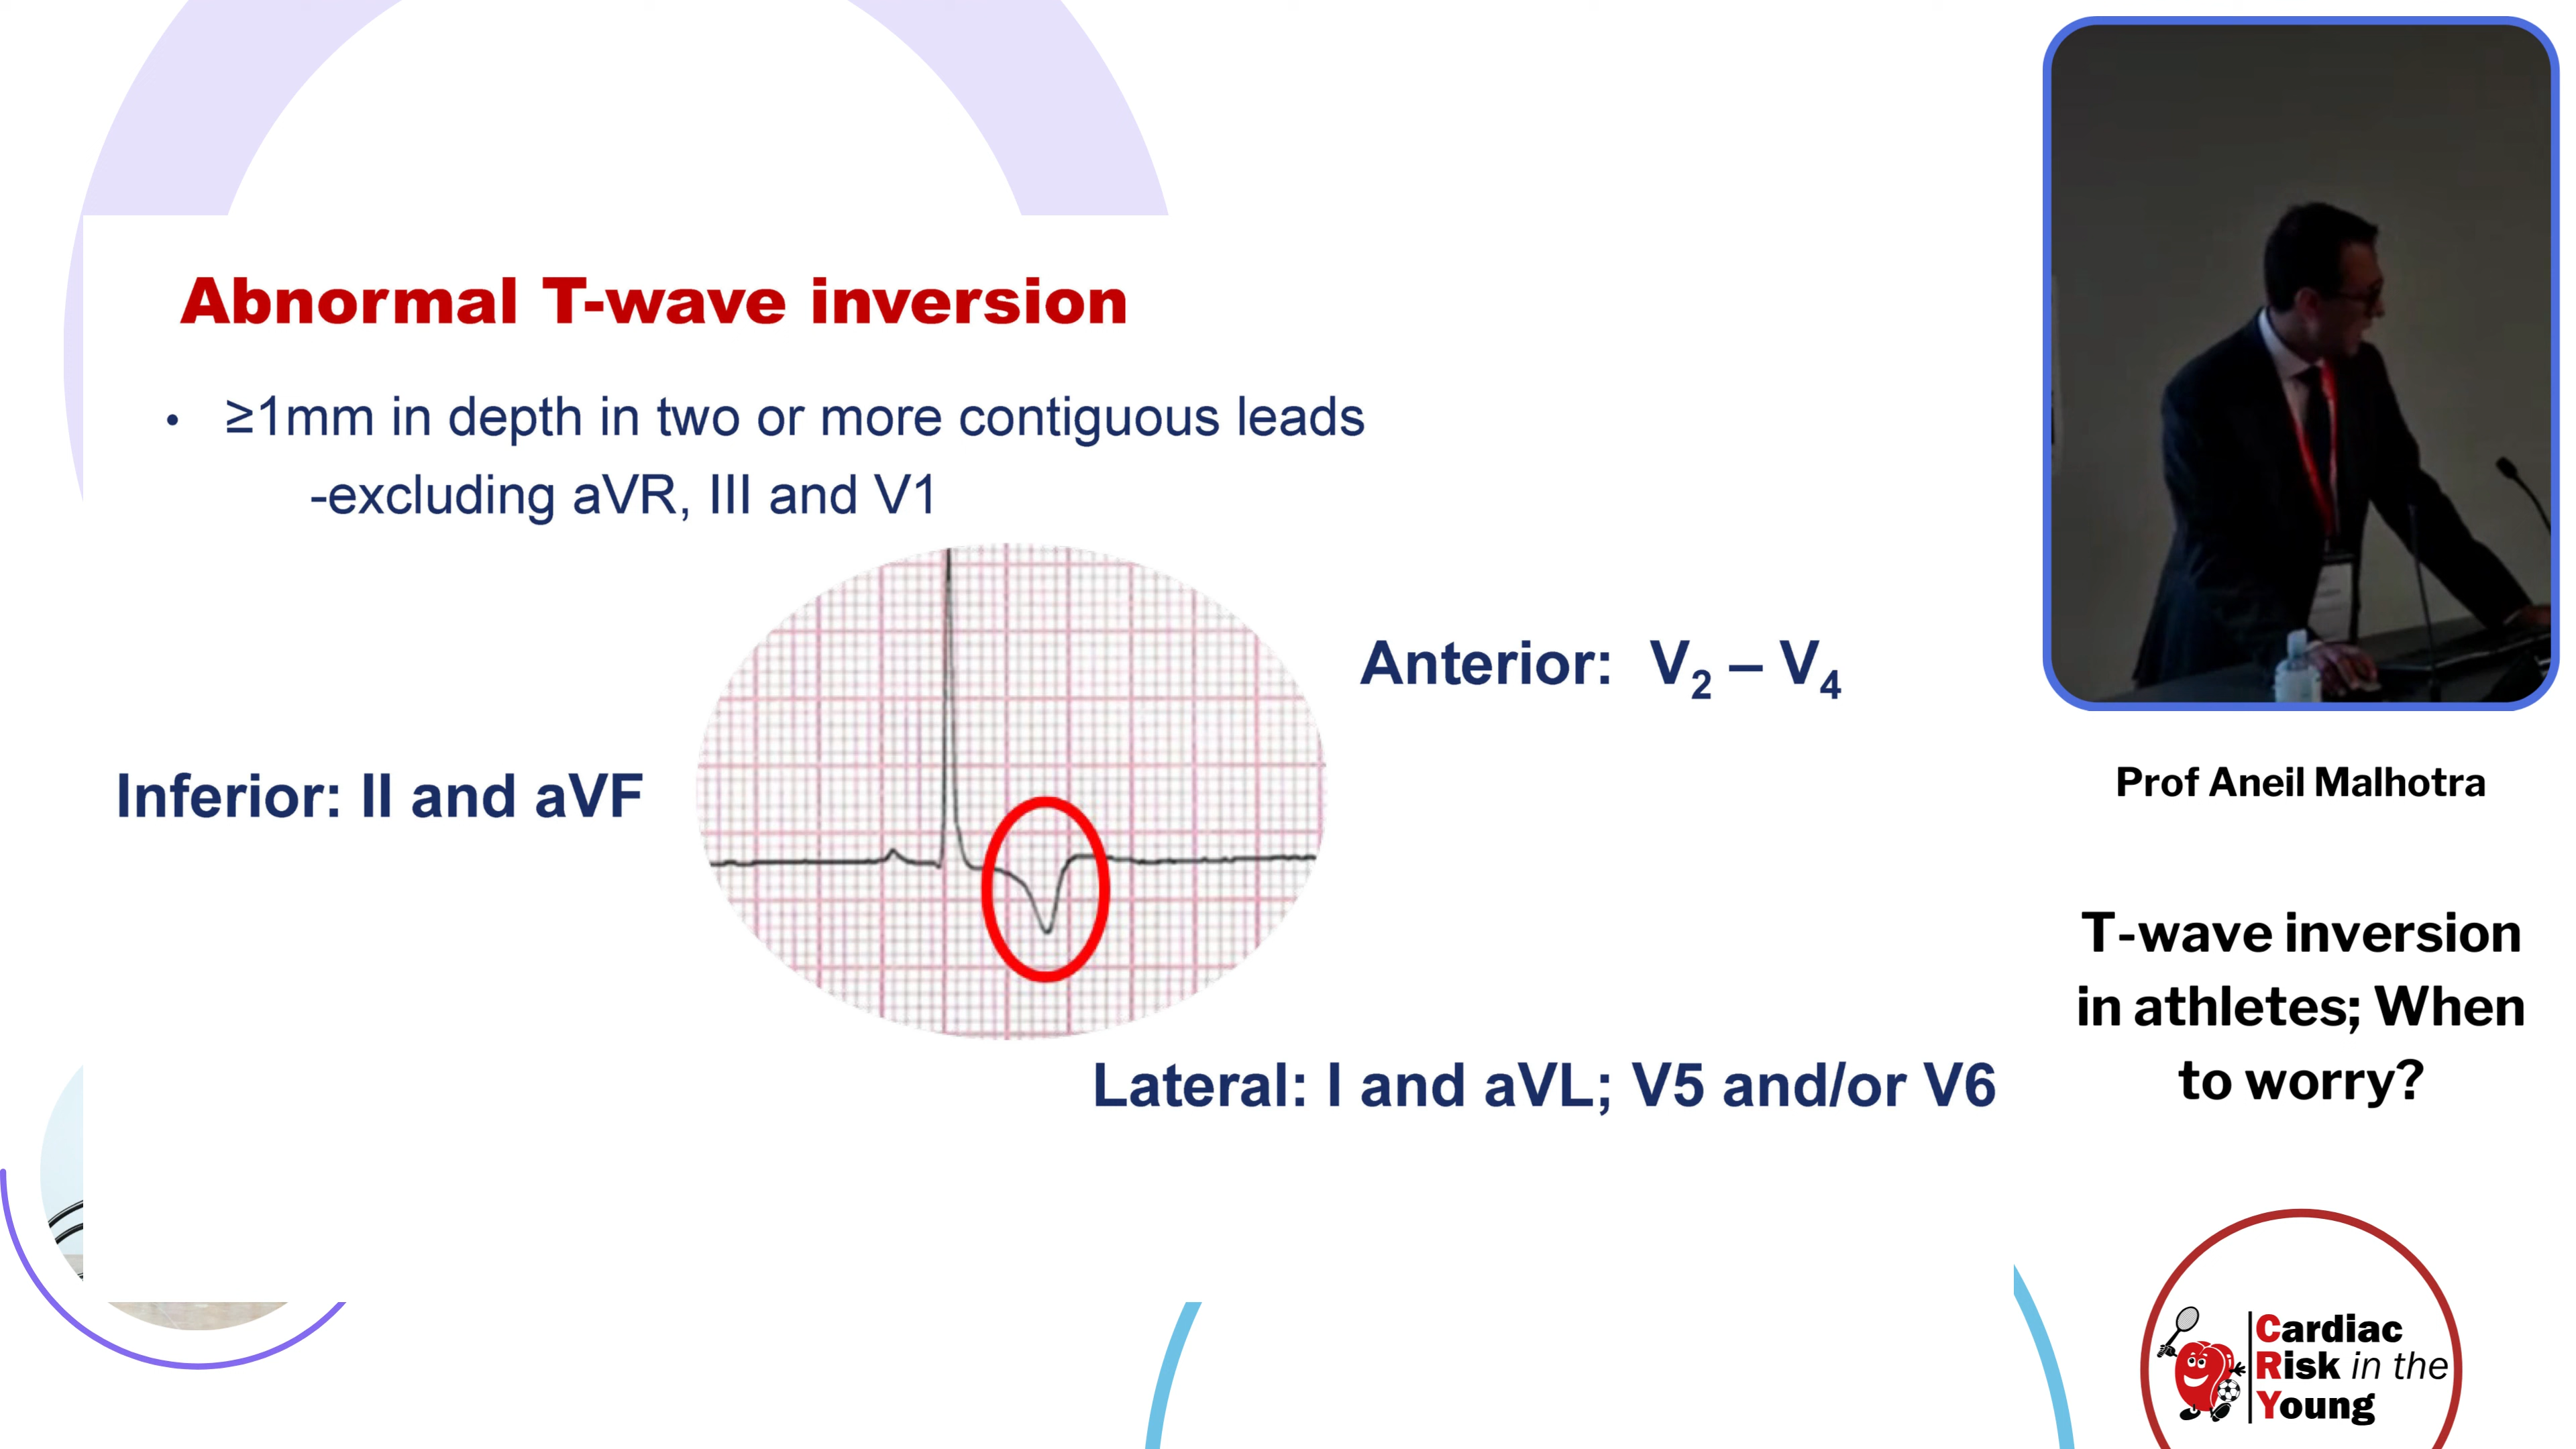 Abnormal T-wave inversion
• ≥1mm in depth in two or more contiguous leads
-excluding aVR, III and V1
Anterior: V₂ – V₄
Inferior: II and aVF
Lateral: I and aVL; V5 and/or V6
Prof Aneil Malhotra
T-wave inversion
in athletes; When
to worry?
Cardiac
Risk in the
Young